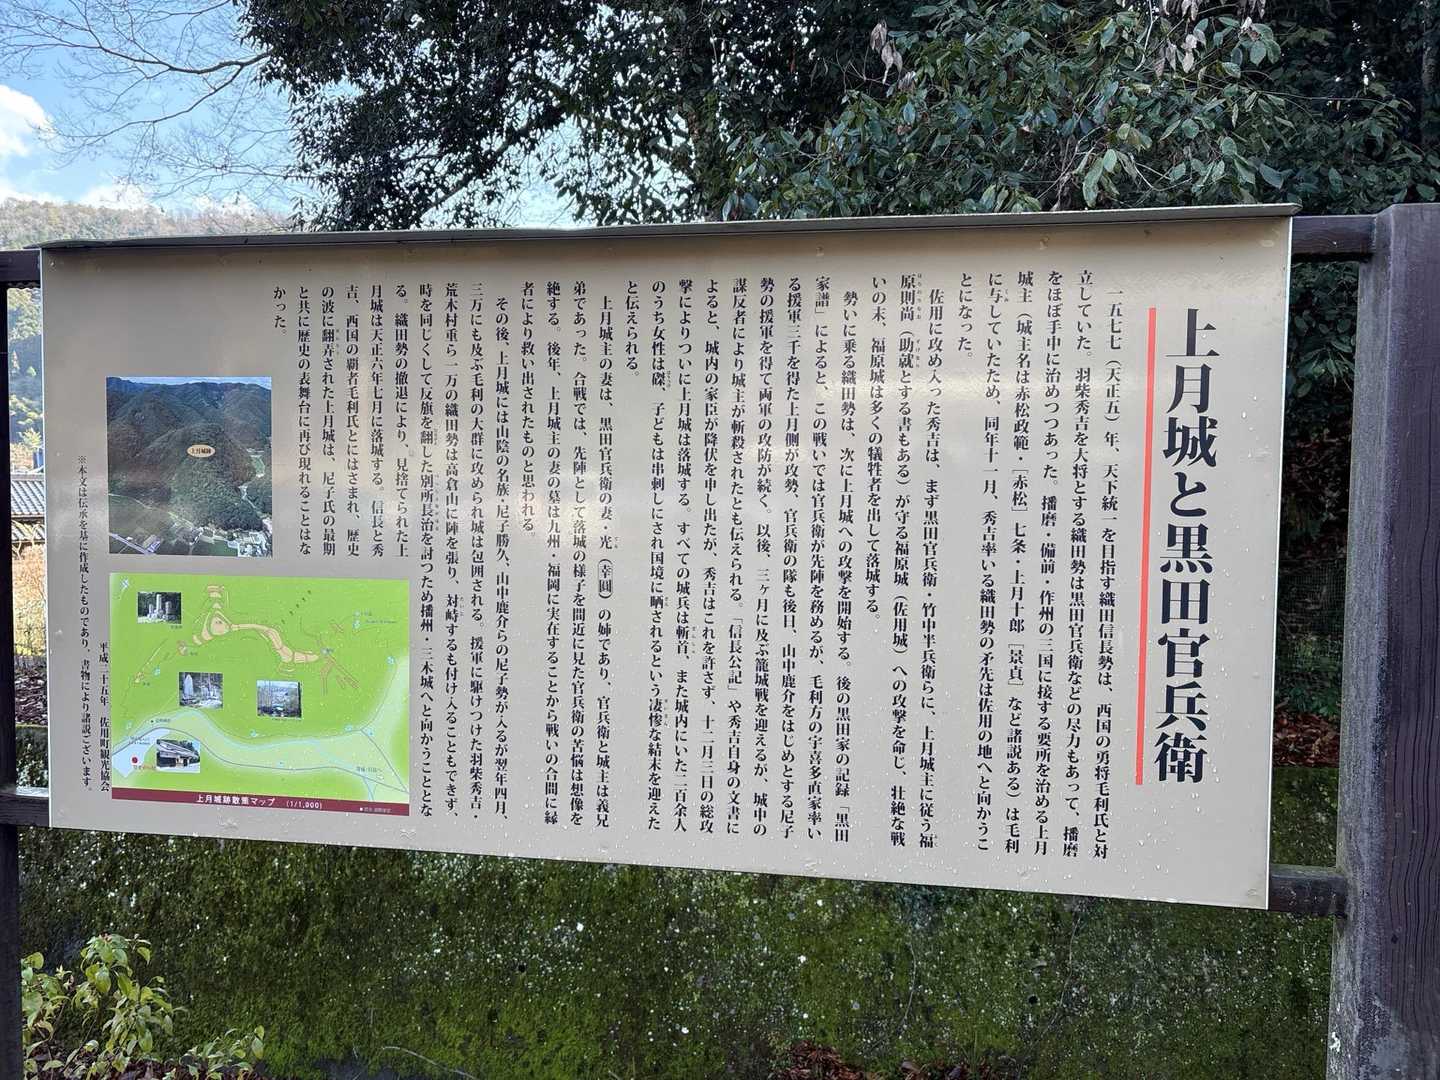 上月城と黒田官兵衛
一五七七（天正五）年、天下統一を目指す織田信長勢は、西国の勇将毛利氏と対
立していた。羽柴秀吉を大将とする織田勢は黒田官兵衛などの尽力もあって、播磨
をほぼ手中に治めつつあった。播磨・備前・作州の三国に接する要所を治める上月
城主（城主名は赤松政範・［赤松］七条・上月十郎［景貞］など諸説ある）は毛利
に与していたため、同年十一月、秀吉率いる織田勢の矛先は佐用の地へと向かうこ
とになった。
佐用に攻め入った秀吉は、まず黒田官兵衛・竹中半兵衛らに、上月城主に従う福
原則尚（助就とする書もある）が守る福原城（佐用城）への攻撃を命じ、壮絶な戦
いの末、福原城は多くの犠牲者を出して落城する。
勢いに乗る織田勢は、次に上月城への攻撃を開始する。後の黒田家の記録「黒田
家譜」によると、この戦いでは官兵衛が先陣を務めるが、毛利方の宇喜多直家率い
る援軍三千を得た上月側が攻勢、官兵衛の隊も後日、山中鹿介をはじめとする尼子
勢の援軍を得て両軍の攻防が続く。以後、三ヶ月に及ぶ籠城戦を迎えるが、城中の
謀反者により城主が斬殺されたとも伝えられる。「信長公記」や秀吉自身の文書に
よると、城内の家臣が降伏を申し出たが、秀吉はこれを許さず、十二月三日の総攻
撃によりついに上月城は落城する。すべての城兵は斬首、また城内にいた二百余人
のうち女性は磔、子どもは串刺しにされ国境に晒されるという凄惨な結末を迎えた
と伝えられる。
上月城主の妻は、黒田官兵衛の妻・光（幸圓）の姉であり、官兵衛と城主は義兄
弟であった。合戦では、先陣として落城の様子を間近に見た官兵衛の苦悩は想像を
絶する。後年、上月城主の妻の墓は九州・福岡に実在することから戦いの合間に縁
者により救い出されたものと思われる。
その後、上月城には山陰の名族・尼子勝久、山中鹿介らの尼子勢が入るが翌年四月、
三万にも及ぶ毛利の大群に攻められ城は包囲される。援軍に駆けつけた羽柴秀吉・
荒木村重ら一万の織田勢は高倉山に陣を張り、対峙するも付け入ることもできず、
時を同じくして反旗を翻した別所長治を討つため播州・三木城へと向かうこととな
る。織田勢の撤退により、見捨てられた上
月城は天正六年七月に落城する。信長と秀
吉、西国の覇者毛利氏とにはさまれ、歴史
の波に翻弄された上月城は、尼子氏の最期
と共に歴史の表舞台に再び現れることはな
かった。
※本文は伝承を基に作成したものであり、書物により諸説ございます。
平成二十五年　佐用町観光協会
上月城跡
上月城跡散策マップ （1/1,000）